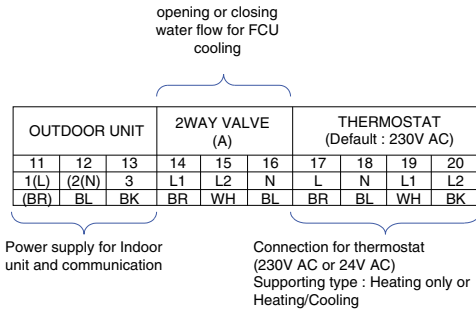 opening or closing
water flow for FCU
cooling
OUTDOOR UNIT 2WAY VALVE (A) THERMOSTAT (Default : 230V AC)
11 12 13 14 15 16 17 18 19 20
1(L) (2(N) 3 L1 L2 N L N L1 L2
(BR) BL BK BR WH BL BR BL WH BK
Power supply for Indoor
unit and communication
Connection for thermostat
(230V AC or 24V AC)
Supporting type : Heating only or
Heating/Cooling